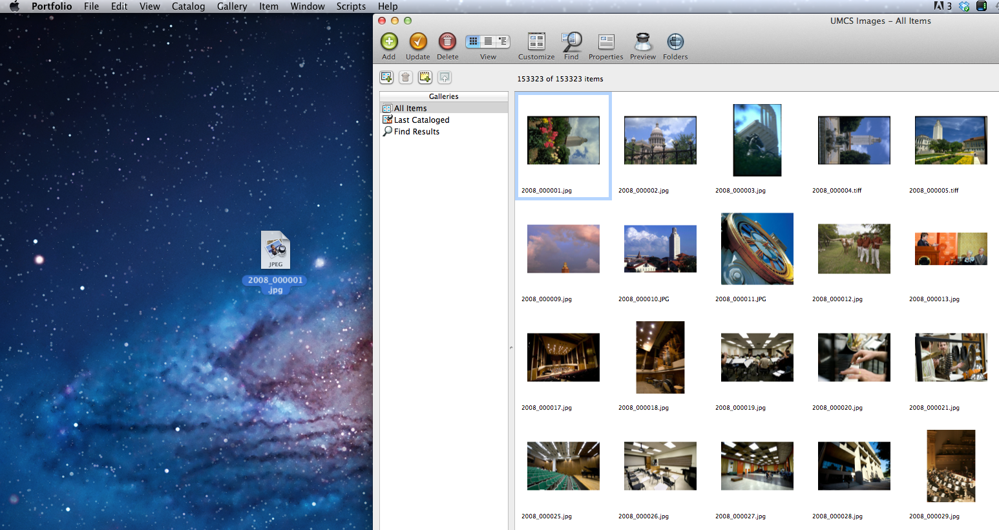 Portfolio File Edit View Catalog Gallery Item Window Scripts Help 3
UMCS Images – All Items
Add Update Delete View Customize Find Properties Preview Folders
153323 of 153323 items
Galleries
All Items
Last Cataloged
Find Results
2008_000001.jpg 2008_000002.jpg 2008_000003.jpg 2008_000004.tiff 2008_000005.tiff
JPEG
2008_000001
.jpg
2008_000009.jpg 2008_000010.JPG 2008_000011.JPG 2008_000012.jpg 2008_000013.jpg
2008_000017.jpg 2008_000018.jpg 2008_000019.jpg 2008_000020.jpg 2008_000021.jpg
2008_000025.jpg 2008_000026.jpg 2008_000027.jpg 2008_000028.jpg 2008_000029.jpg